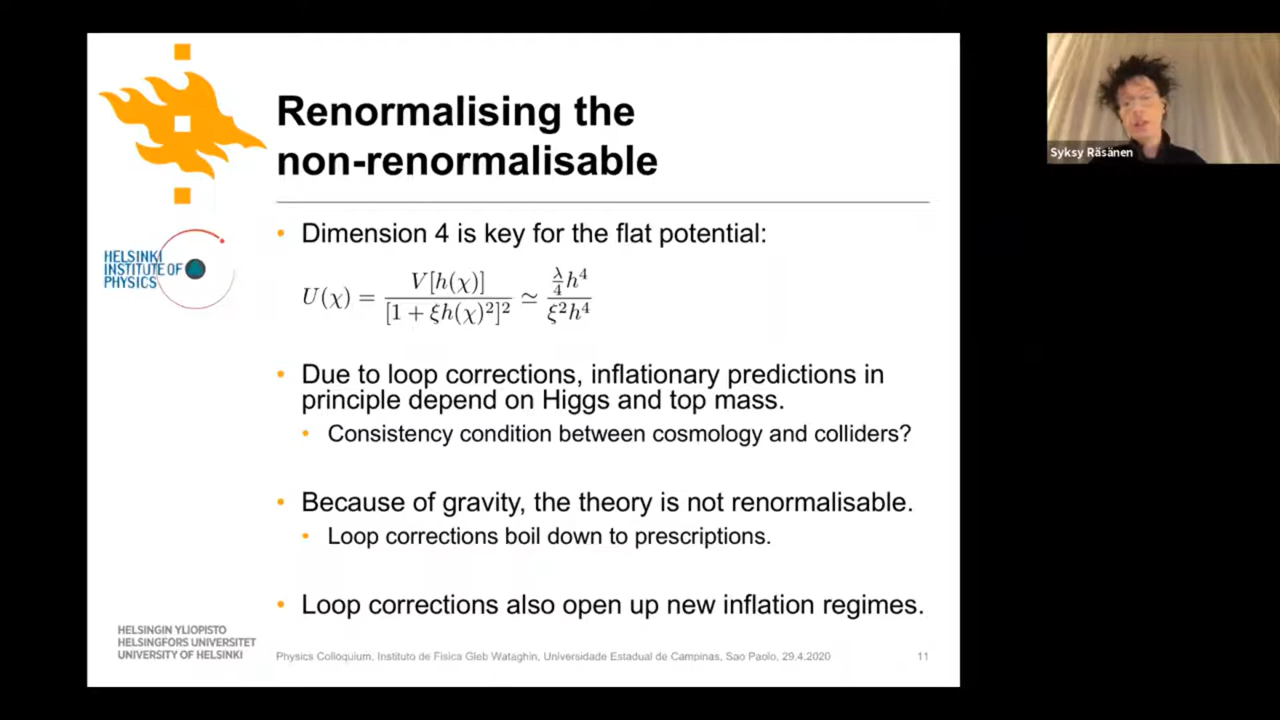 Renormalising the
non-renormalisable
• Dimension 4 is key for the flat potential:
U(χ) = V[h(χ)] / [1 + ξh(χ)²]² ≃ λ/4 h⁴ / ξ²h⁴
• Due to loop corrections, inflationary predictions in
principle depend on Higgs and top mass.
• Consistency condition between cosmology and colliders?
• Because of gravity, the theory is not renormalisable.
• Loop corrections boil down to prescriptions.
• Loop corrections also open up new inflation regimes.
HELSINKI
INSTITUTE OF
PHYSICS
HELSINGIN YLIOPISTO
HELSINGFORS UNIVERSITET
UNIVERSITY OF HELSINKI
Physics Colloquium, Instituto de Fisica Gleb Wataghin, Universidade Estadual de Campinas, Sao Paolo, 29.4.2020
11
Syksy Räsänen